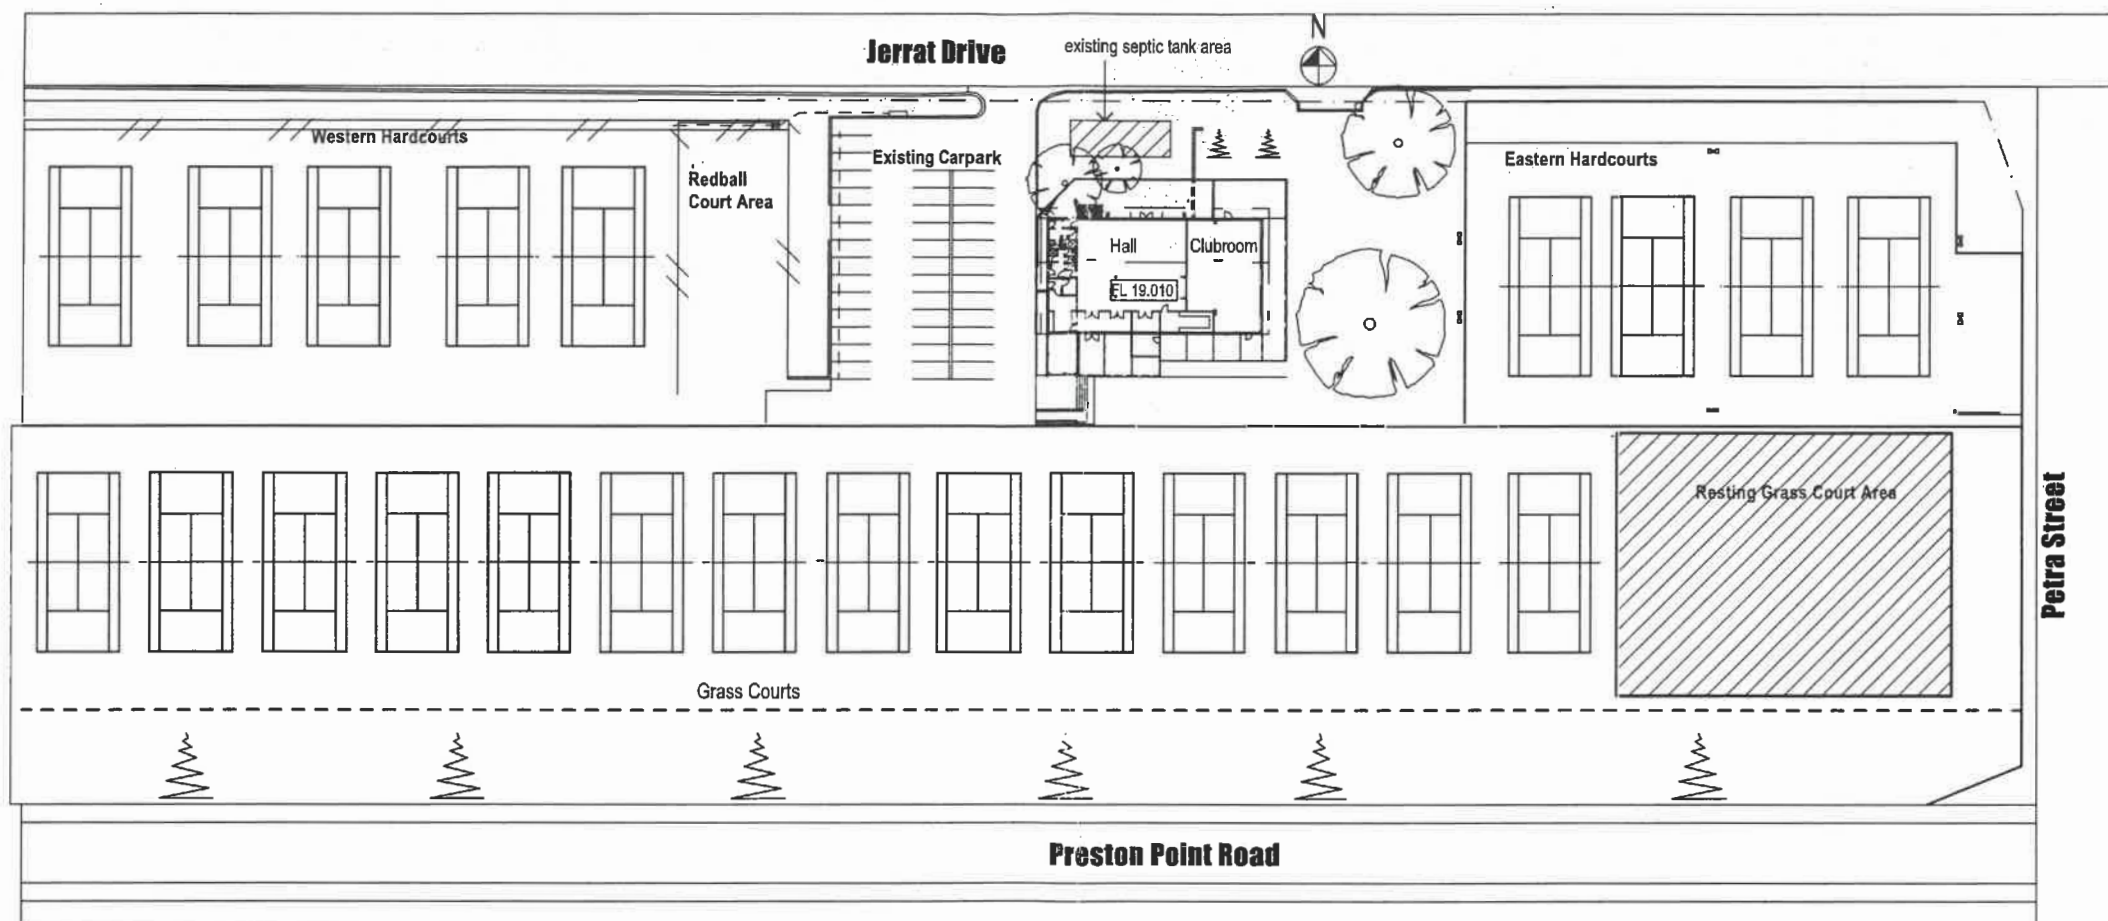 N
Jerrat Drive
existing septic tank area
Western Hardcourts
Existing Carpark
Eastern Hardcourts
Redball
Court Area
Hall
Clubroom
FL 19.010
Resting Grass Court Area
Petra Street
Grass Courts
Preston Point Road